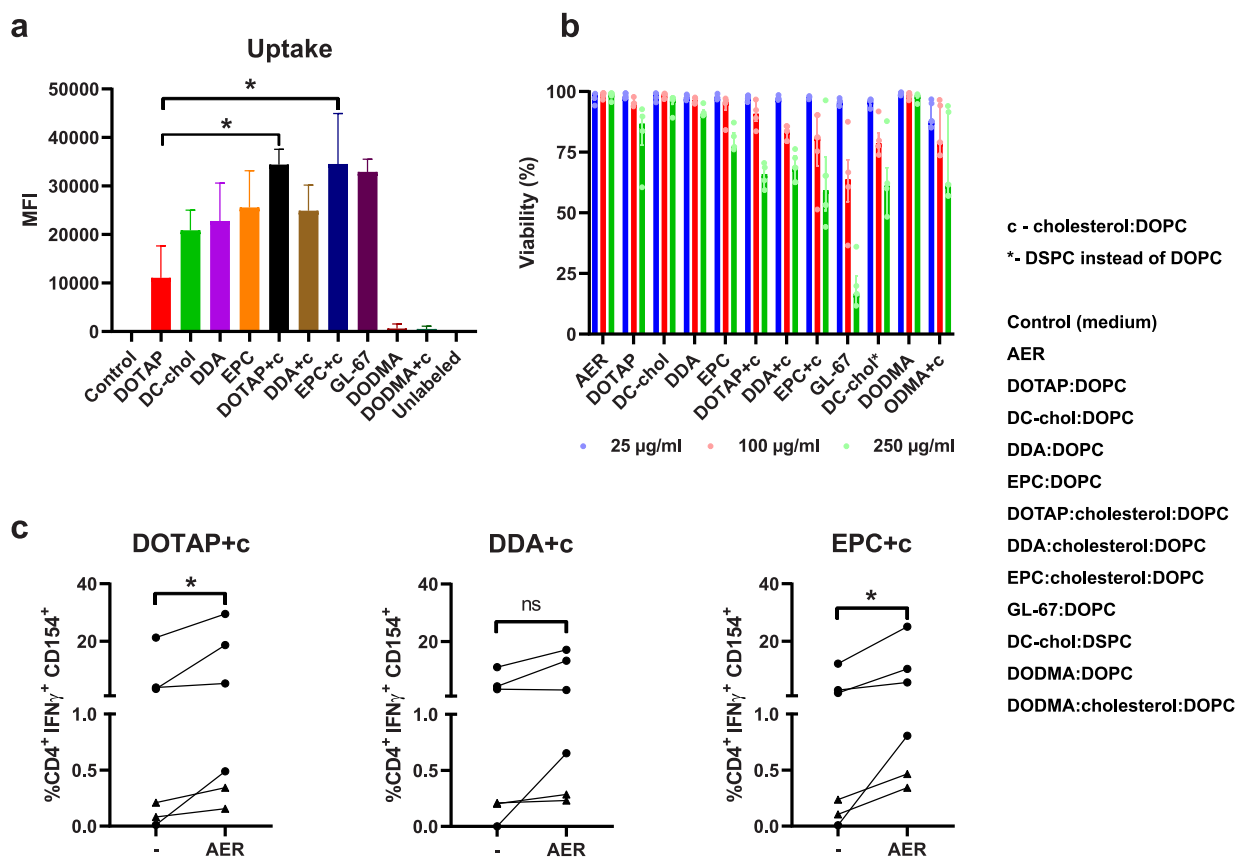 a
Uptake
MFI
50000
40000
30000
20000
10000
0
*
*
Control
DOTAP
DC-chol
DDA
EPC
DOTAP+c
DDA+c
EPC+c
GL-67
DODMA
DODMA+c
Unlabeled
b
Viability (%)
100
75
50
25
0
AER
DOTAP
DC-chol
DDA
EPC
DOTAP+c
DDA+c
EPC+c
GL-67
DC-chol*
DODMA
ODMA+c
25 µg/ml 100 µg/ml 250 µg/ml
c - cholesterol:DOPC
*- DSPC instead of DOPC
Control (medium)
AER
DOTAP:DOPC
DC-chol:DOPC
DDA:DOPC
EPC:DOPC
DOTAP:cholesterol:DOPC
DDA:cholesterol:DOPC
EPC:cholesterol:DOPC
GL-67:DOPC
DC-chol:DSPC
DODMA:DOPC
DODMA:cholesterol:DOPC
c
DOTAP+c
%CD4⁺ IFNγ⁺ CD154⁺
40
20
1.0
0.5
0.0
*
- AER
DDA+c
%CD4⁺ IFNγ⁺ CD154⁺
40
20
1.0
0.5
0.0
ns
- AER
EPC+c
%CD4⁺ IFNγ⁺ CD154⁺
40
20
1.0
0.5
0.0
*
- AER